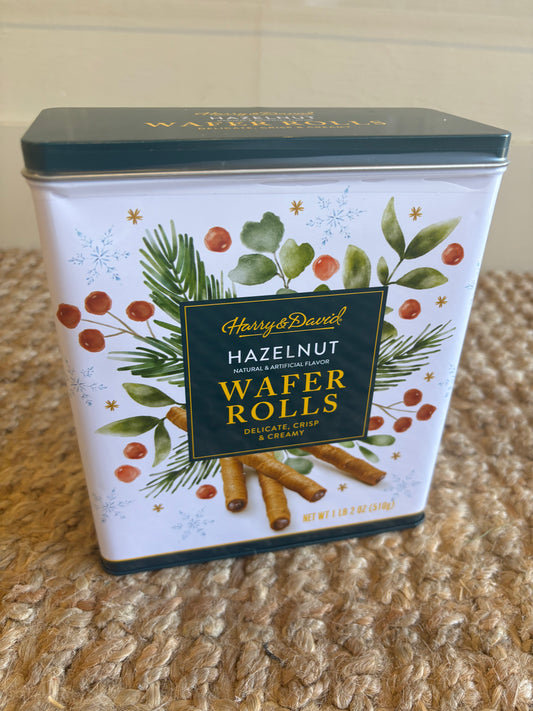 Harry & David
HAZELNUT
WAFER ROLLS
DELICATE, CRISP & CREAMY
Harry & David®
HAZELNUT
NATURAL & ARTIFICIAL FLAVOR
WAFER
ROLLS
DELICATE, CRISP
& CREAMY
NET WT 1 LB 2 OZ (510g)